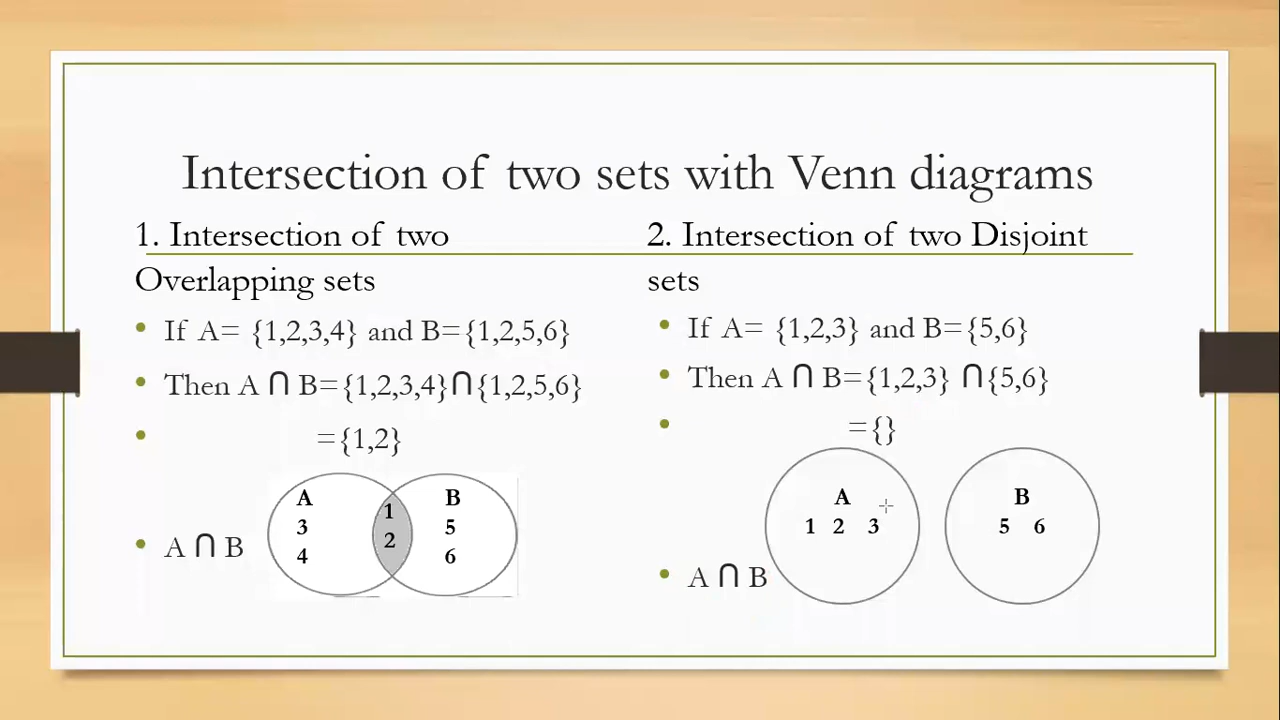 Intersection of two sets with Venn diagrams
1. Intersection of two
Overlapping sets
• If A= {1,2,3,4} and B={1,2,5,6}
• Then A ∩ B={1,2,3,4}∩{1,2,5,6}
• ={1,2}
• A ∩ B
A
3
4
1
2
B
5
6
2. Intersection of two Disjoint
sets
• If A= {1,2,3} and B={5,6}
• Then A ∩ B={1,2,3} ∩{5,6}
• ={}
• A ∩ B
A
1 2 3
B
5 6